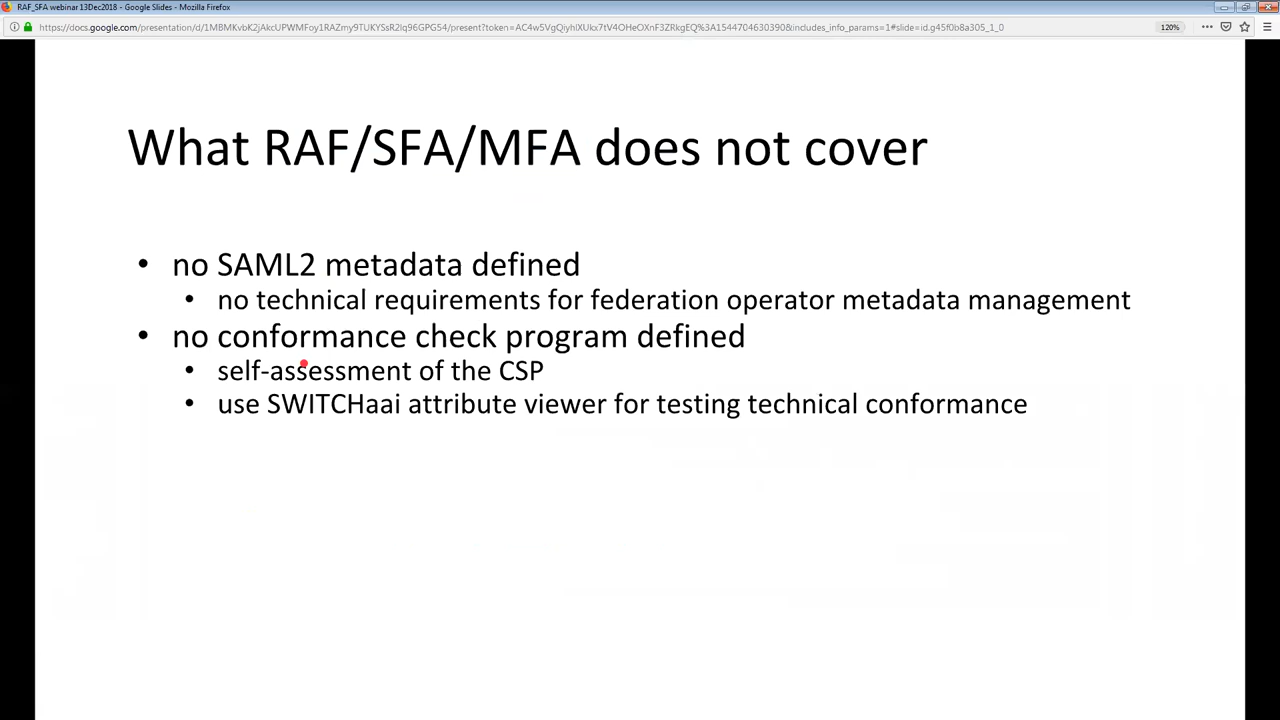 RAF_SFA webinar 13Dec2018 - Google Slides - Mozilla Firefox
120%
What RAF/SFA/MFA does not cover
• no SAML2 metadata defined
• no technical requirements for federation operator metadata management
• no conformance check program defined
• self-assessment of the CSP
• use SWITCHaai attribute viewer for testing technical conformance